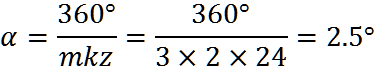 α = 360°/mkz = 360°/3 × 2 × 24 = 2.5°